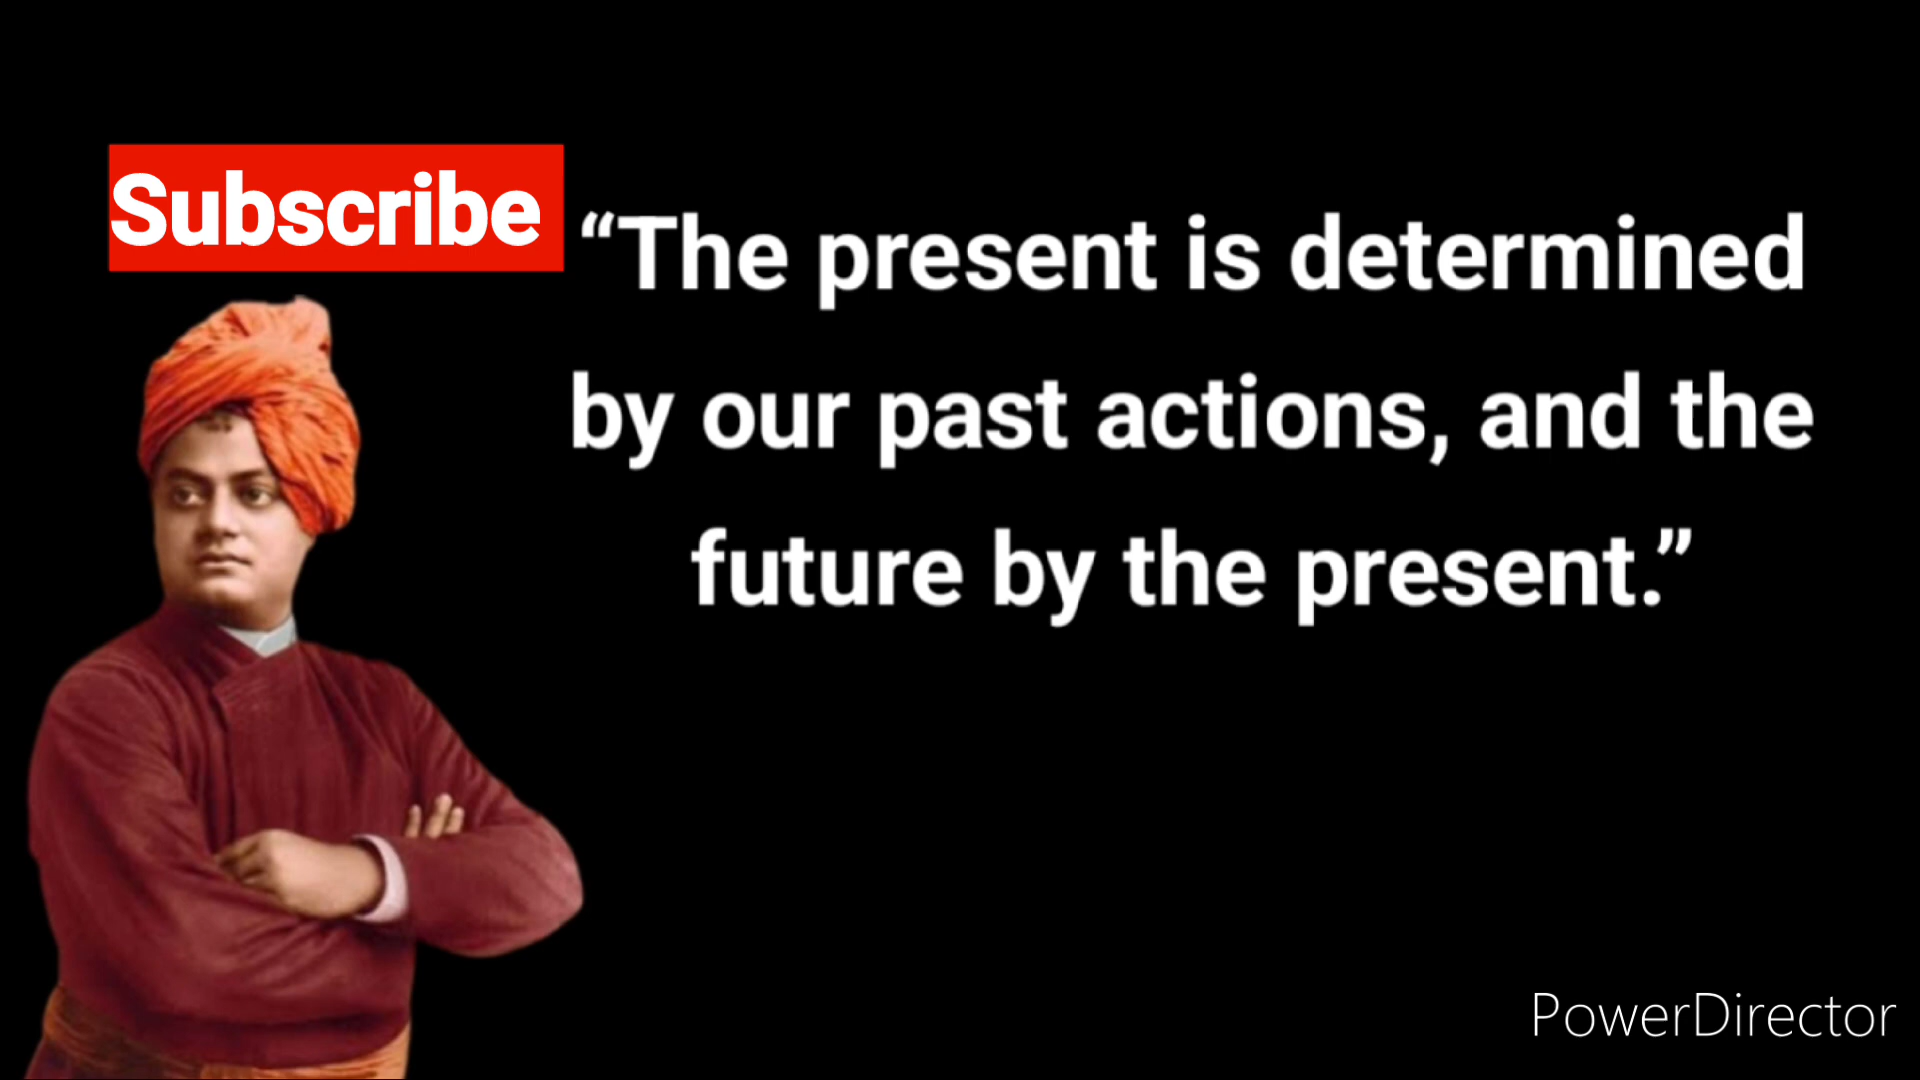 Subscribe
“The present is determined
by our past actions, and the
future by the present.”
PowerDirector